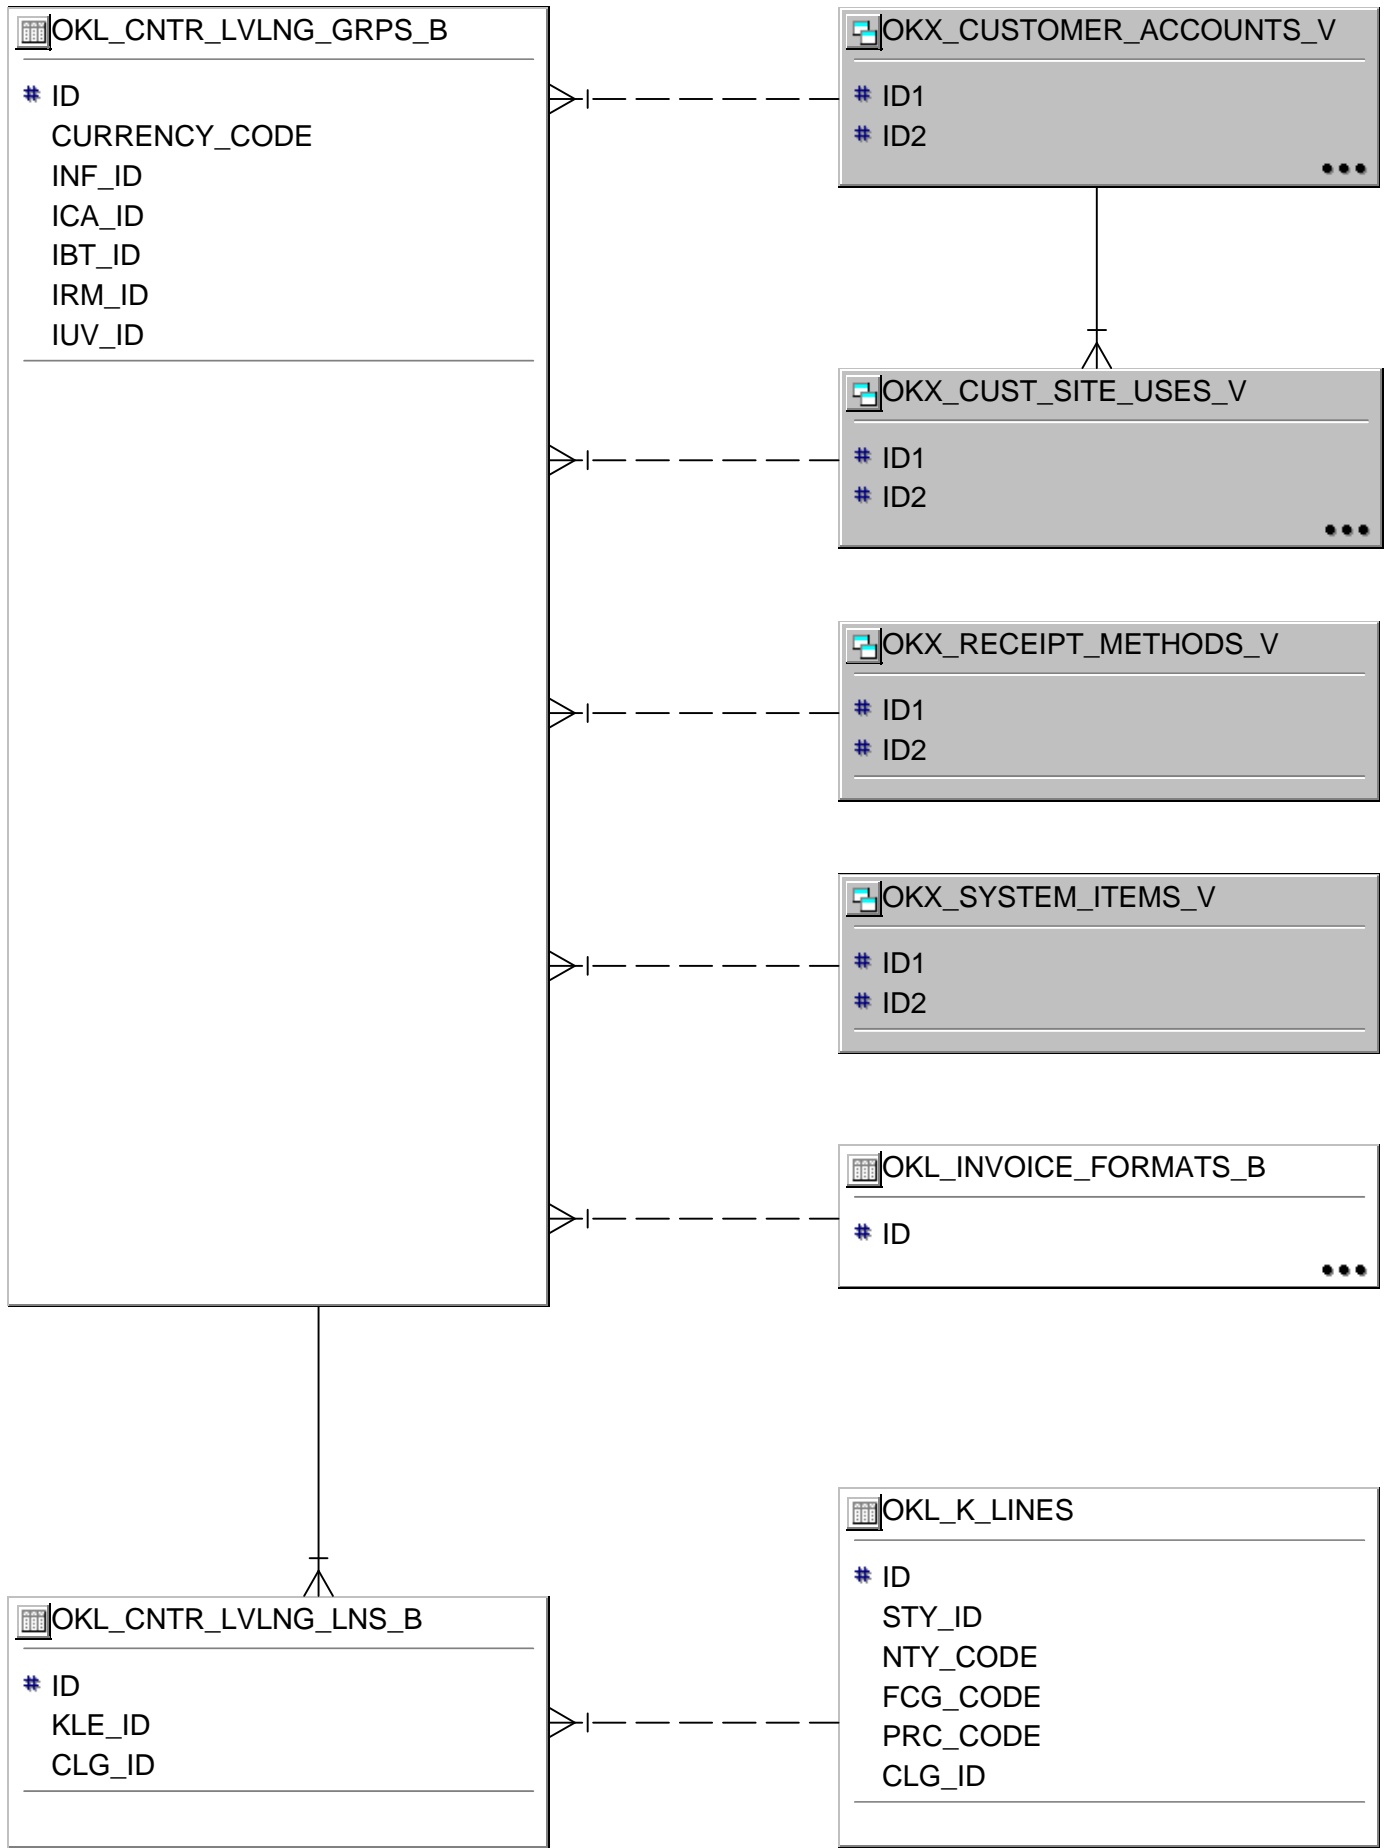 OKL_CNTR_LVLNG_GRPS_B
# ID
CURRENCY_CODE
INF_ID
ICA_ID
IBT_ID
IRM_ID
IUV_ID
OKX_CUSTOMER_ACCOUNTS_V
# ID1
# ID2
OKX_CUST_SITE_USES_V
# ID1
# ID2
OKX_RECEIPT_METHODS_V
# ID1
# ID2
OKX_SYSTEM_ITEMS_V
# ID1
# ID2
OKL_INVOICE_FORMATS_B
# ID
OKL_CNTR_LVLNG_LNS_B
# ID
KLE_ID
CLG_ID
OKL_K_LINES
# ID
STY_ID
NTY_CODE
FCG_CODE
PRC_CODE
CLG_ID